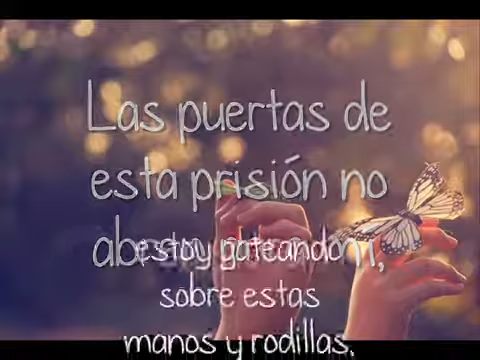 Las puertas de
esta prisión no
estoy gateando
sobre estas
manos y rodillas.